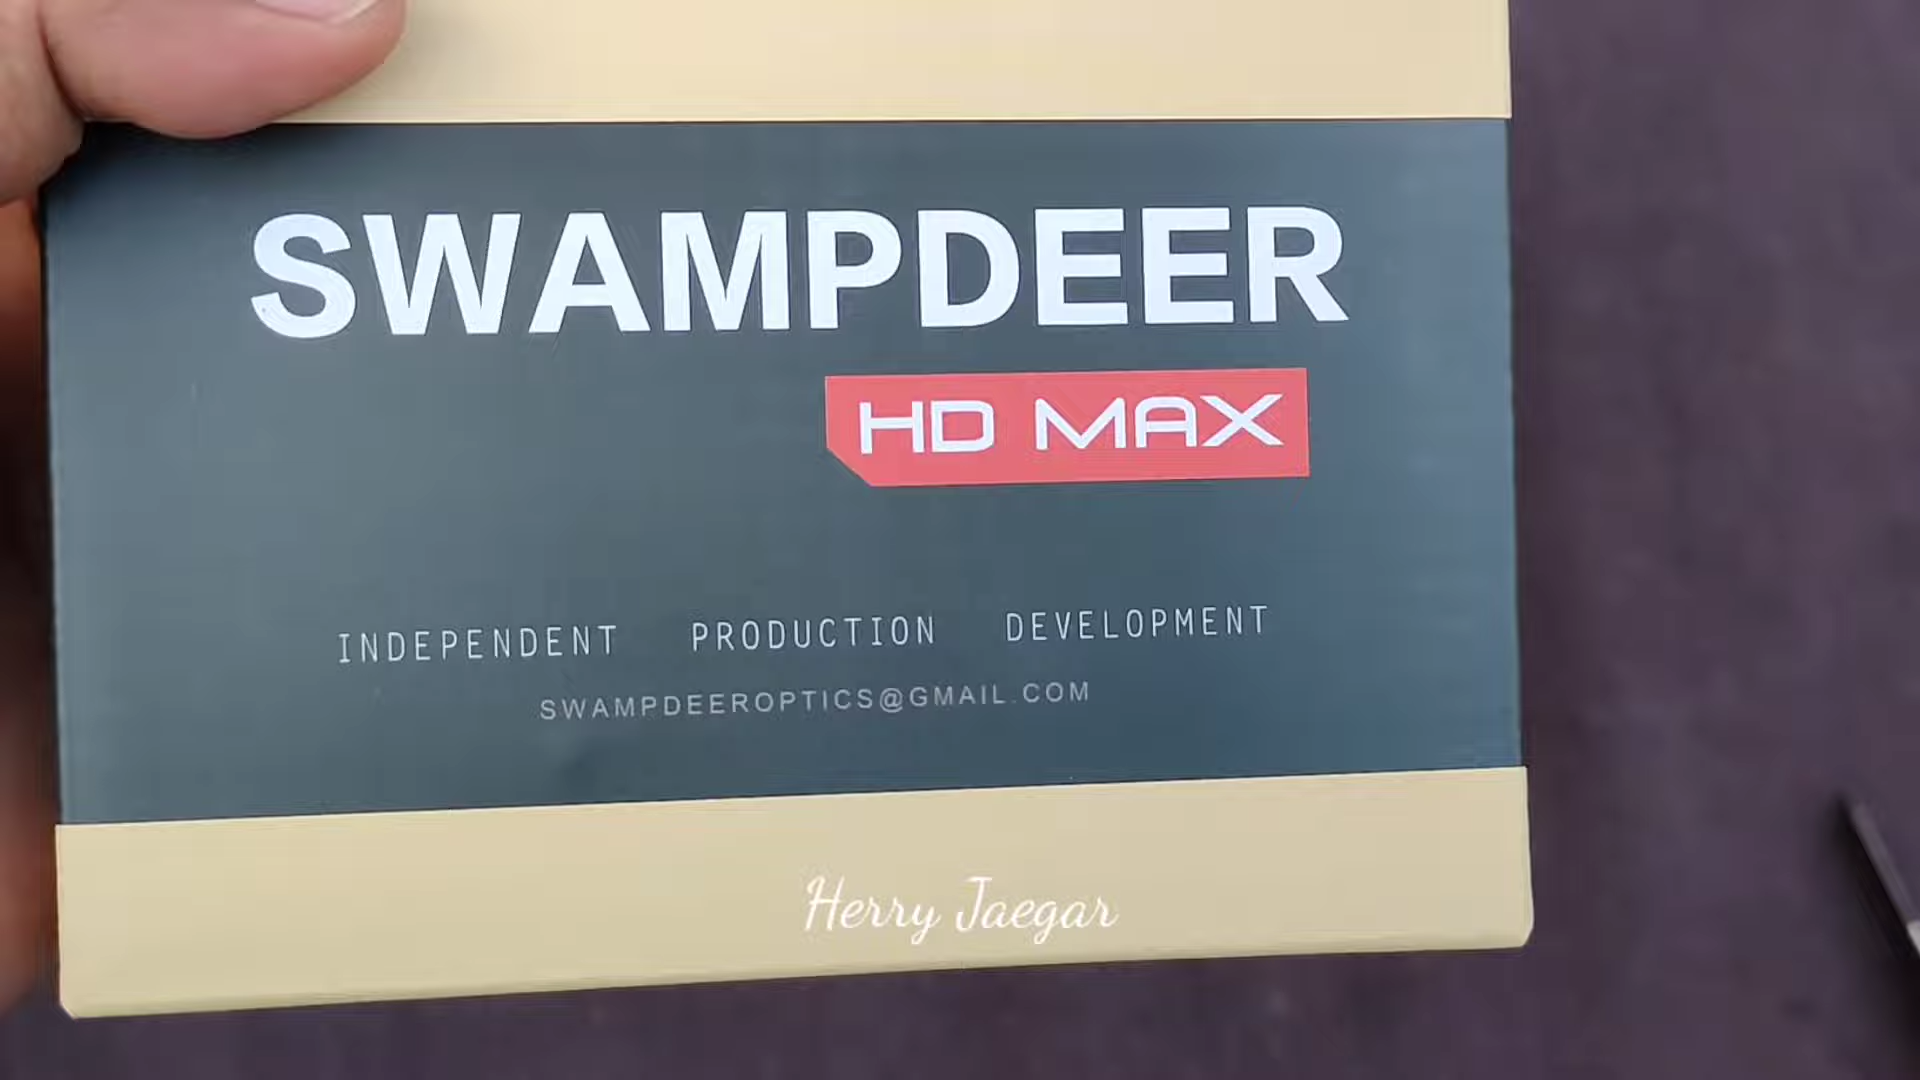 SWAMPDEER
HD MAX
INDEPENDENT PRODUCTION DEVELOPMENT
SWAMPDEEROPTICS@GMAIL.COM
Herry Jaegar